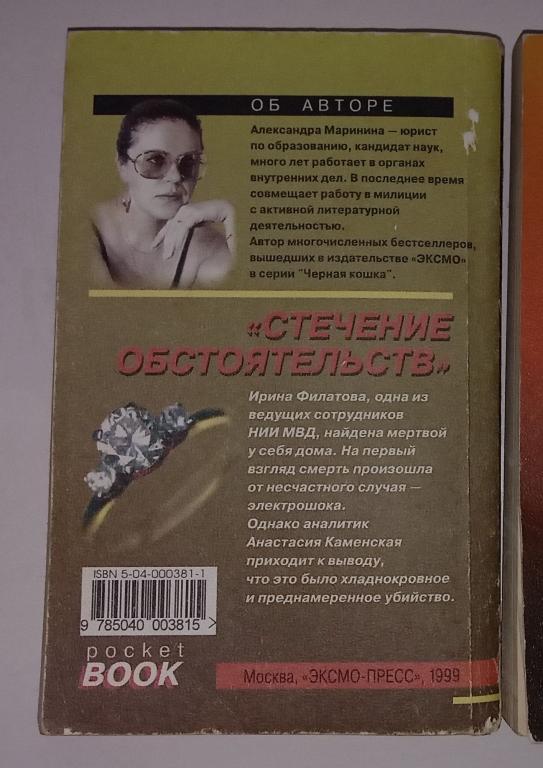 ОБ АВТОРЕ
Александра Маринина — юрист
по образованию, кандидат наук,
много лет работает в органах
внутренних дел. В последнее время
совмещает работу в милиции
с активной литературной
деятельностью.
Автор многочисленных бестселлеров,
вышедших в издательстве «ЭКСМО»
в серии "Черная кошка".
«СТЕЧЕНИЕ
ОБСТОЯТЕЛЬСТВ»
Ирина Филатова, одна из
ведущих сотрудников
НИИ МВД, найдена мертвой
у себя дома. На первый
взгляд смерть произошла
от несчастного случая —
электрошока.
Однако аналитик
Анастасия Каменская
приходит к выводу,
что это было хладнокровное
и преднамеренное убийство.
ISBN 5-04-000381-1
9 785040 003815 >
pocket
BOOK
Москва, «ЭКСМО-ПРЕСС», 1999